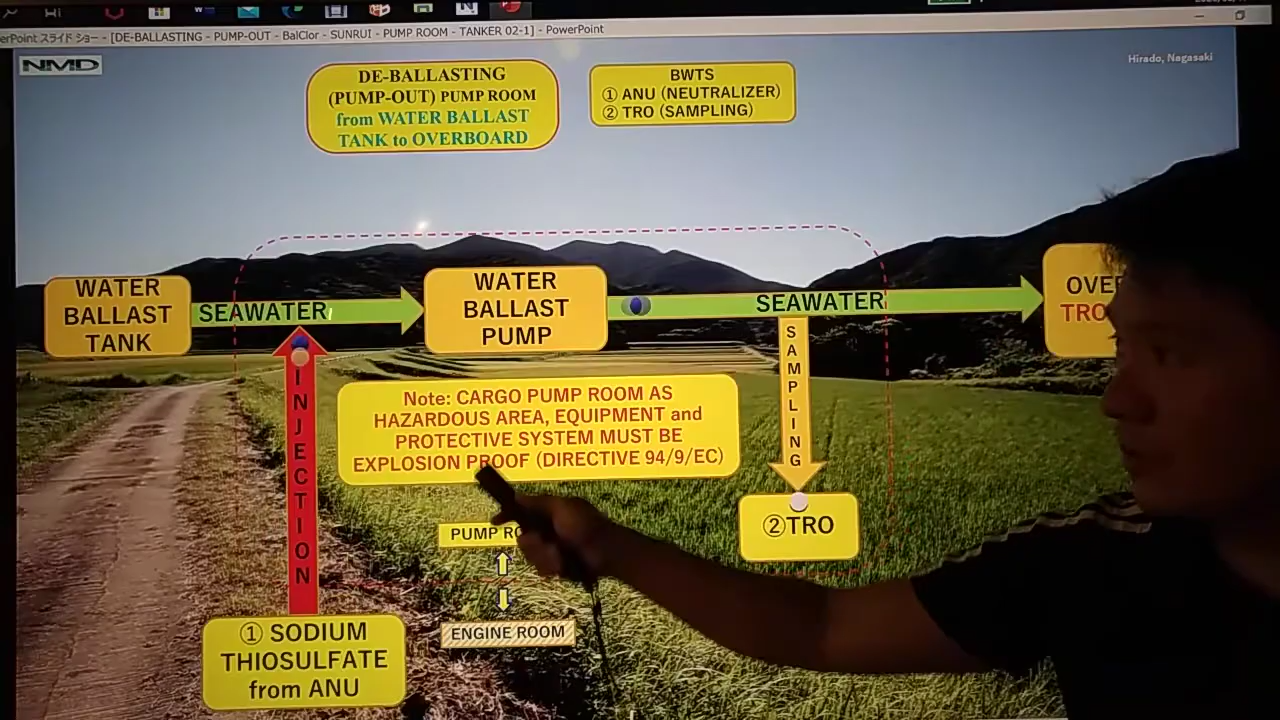 PowerPoint スライド ショー - [DE-BALLASTING - PUMP-OUT - BalClor - SUNRUI - PUMP ROOM - TANKER 02-1] - PowerPoint
NMD
Hirado, Nagasaki
DE-BALLASTING
(PUMP-OUT) PUMP ROOM
from WATER BALLAST
TANK to OVERBOARD
BWTS
① ANU (NEUTRALIZER)
② TRO (SAMPLING)
WATER
BALLAST
TANK
SEAWATER
WATER
BALLAST
PUMP
SEAWATER
OVE
TRO
INJECTION
SAMPLING
Note: CARGO PUMP ROOM AS
HAZARDOUS AREA, EQUIPMENT and
PROTECTIVE SYSTEM MUST BE
EXPLOSION PROOF (DIRECTIVE 94/9/EC)
②TRO
PUMP RO
ENGINE ROOM
① SODIUM
THIOSULFATE
from ANU